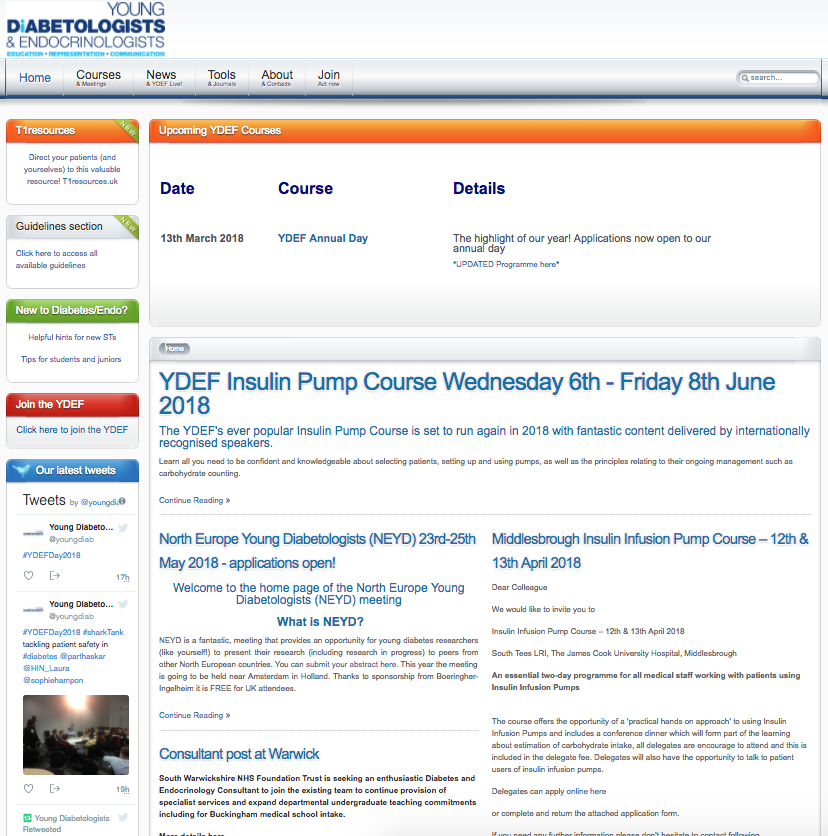 YOUNG
DiABETOLOGISTS
& ENDOCRINOLOGISTS
EDUCATION • REPRESENTATION • COMMUNICATION
Home
Courses
& Meetings
News
& YDEF Live!
Tools
& Journals
About
& Contacts
Join
Act now
search...
T1resources
NEW
Direct your patients (and
yourselves) to this valuable
resource! T1resources.uk
Guidelines section
NEW
Click here to access all
available guidelines
New to Diabetes/Endo?
Helpful hints for new STs
Tips for students and juniors
Join the YDEF
Click here to join the YDEF
Our latest tweets
Tweets by @youngdi
Young Diabeto...
@youngdiab
#YDEFDay2018
17h
Young Diabeto...
@youngdiab
#YDEFDay2018 #sharkTank
tackling patient safety in
#diabetes @parthaskar
@HIN_Laura
@sophiehampon
19h
Young Diabetologists
Retweeted
Upcoming YDEF Courses
Date Course Details
13th March 2018 YDEF Annual Day The highlight of our year! Applications now open to our
annual day
*UPDATED Programme here*
Home
YDEF Insulin Pump Course Wednesday 6th - Friday 8th June
2018
The YDEF's ever popular Insulin Pump Course is set to run again in 2018 with fantastic content delivered by internationally
recognised speakers.
Learn all you need to be confident and knowledgeable about selecting patients, setting up and using pumps, as well as the principles relating to their ongoing management such as
carbohydrate counting.
Continue Reading »
North Europe Young Diabetologists (NEYD) 23rd-25th
May 2018 - applications open!
Welcome to the home page of the North Europe Young
Diabetologists (NEYD) meeting
What is NEYD?
NEYD is a fantastic, meeting that provides an opportunity for young diabetes researchers
(like yourself!) to present their research (including research in progress) to peers from
other North European countries. You can submit your abstract here. This year the meeting
is going to be held near Amsterdam in Holland. Thanks to sponsorship from Boeringher-
Ingelheim it is FREE for UK attendees.
Continue Reading »
Consultant post at Warwick
South Warwickshire NHS Foundation Trust is seeking an enthusiastic Diabetes and
Endocrinology Consultant to join the existing team to continue provision of
specialist services and expand departmental undergraduate teaching commitments
including for Buckingham medical school intake.
More details here
Middlesbrough Insulin Infusion Pump Course – 12th &
13th April 2018
Dear Colleague
We would like to invite you to
Insulin Infusion Pump Course – 12th & 13th April 2018
South Tees LRI, The James Cook University Hospital, Middlesbrough
An essential two-day programme for all medical staff working with patients using
Insulin Infusion Pumps
The course offers the opportunity of a 'practical hands on approach' to using Insulin
Infusion Pumps and includes a conference dinner which will form part of the learning
about estimation of carbohydrate intake, all delegates are encourage to attend and this is
included in the delegate fee. Delegates will also have the opportunity to talk to patient
users of insulin infusion pumps.
Delegates can apply online here
or complete and return the attached application form.
If you need any further information please don't hesitate to contact following